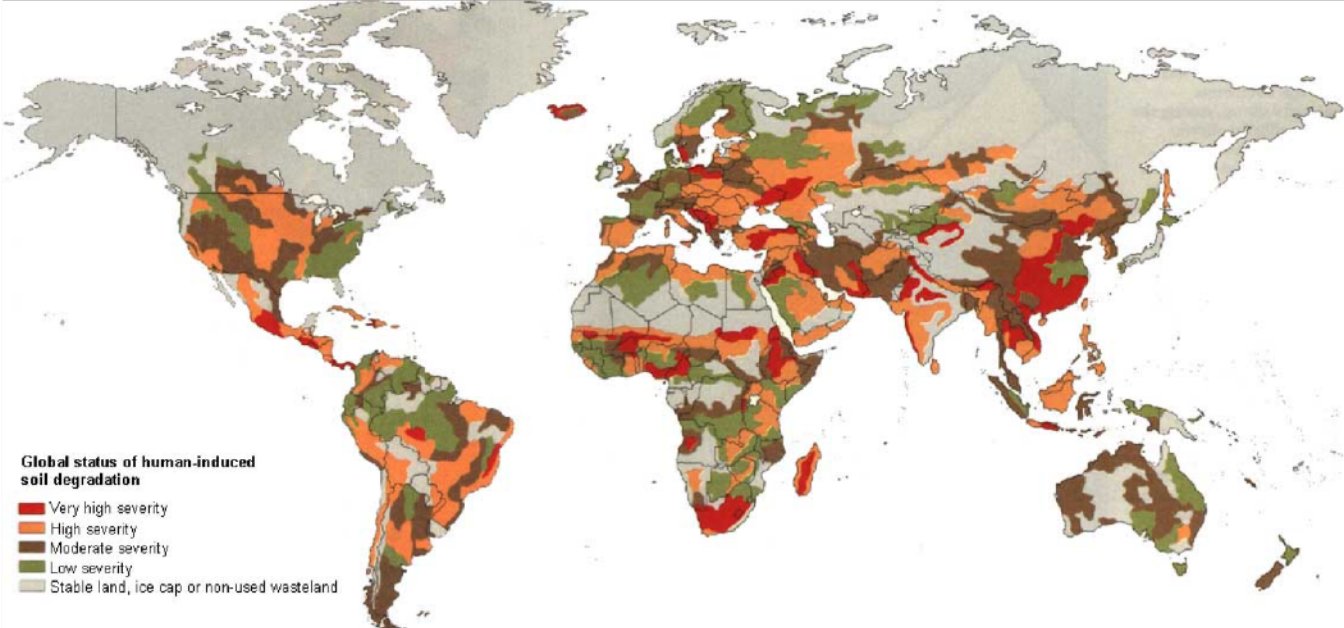 Global status of human-induced
soil degradation
Very high severity
High severity
Moderate severity
Low severity
Stable land, ice cap or non-used wasteland